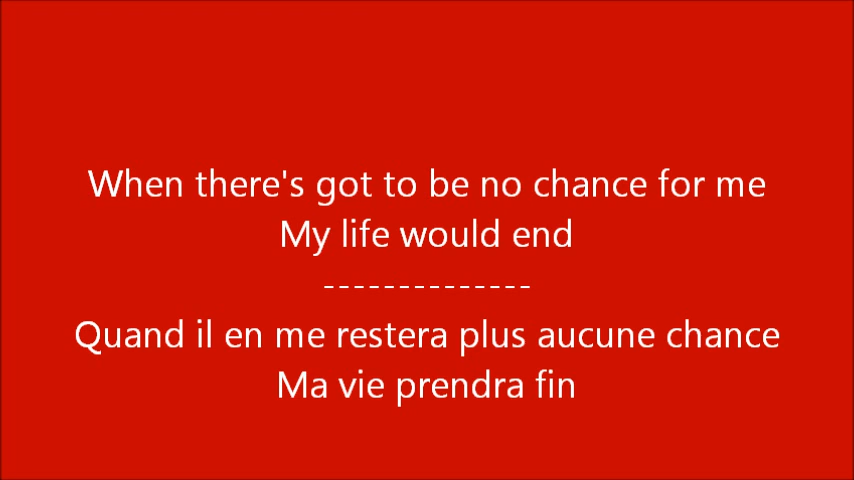 When there's got to be no chance for me
My life would end
--------------
Quand il en me restera plus aucune chance
Ma vie prendra fin